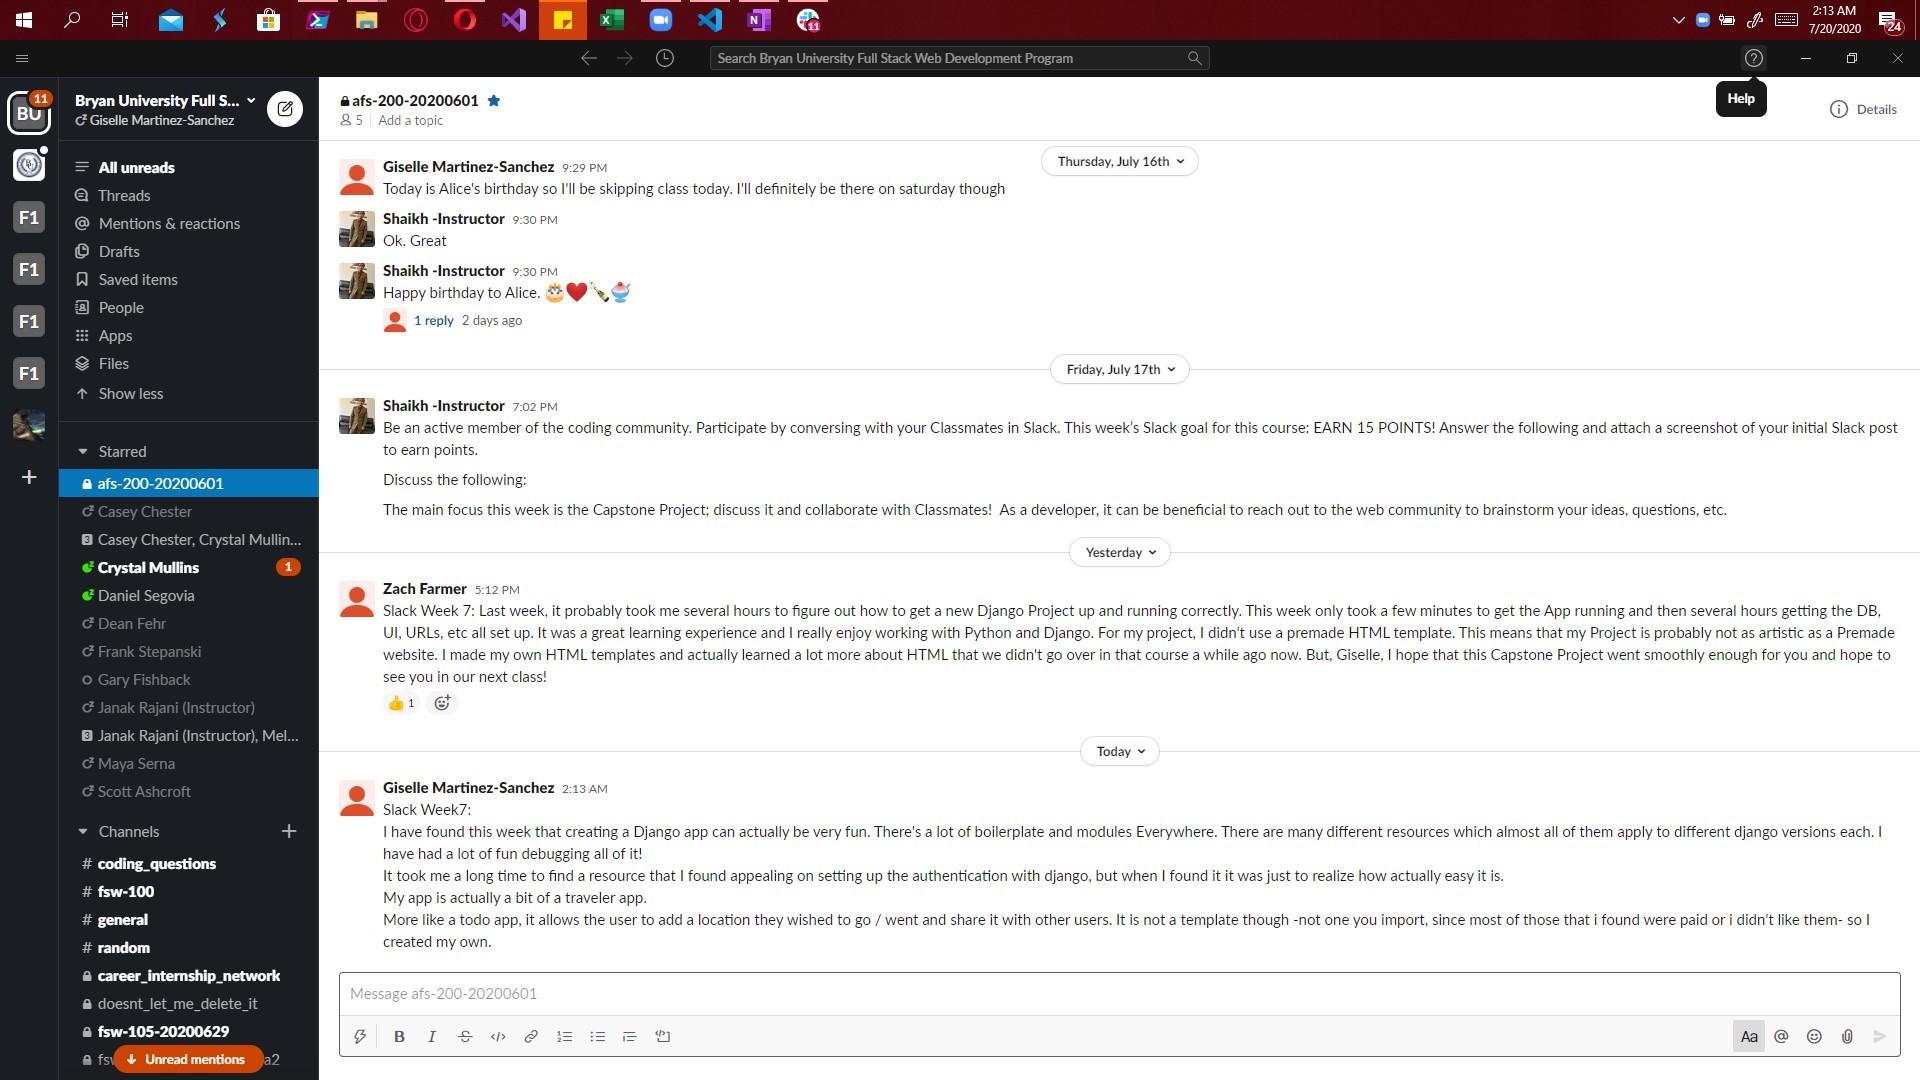 11
2:13 AM
7/20/2020
24
Search Bryan University Full Stack Web Development Program
Help
11
BU
F1
F1
F1
F1
Bryan University Full S...
Giselle Martinez-Sanchez
All unreads
Threads
Mentions & reactions
Drafts
Saved items
People
Apps
Files
Show less
Starred
afs-200-20200601
Casey Chester
3 Casey Chester, Crystal Mullin...
Crystal Mullins 1
Daniel Segovia
Dean Fehr
Frank Stepanski
Gary Fishback
Janak Rajani (Instructor)
3 Janak Rajani (Instructor), Mel...
Maya Serna
Scott Ashcroft
Channels
# coding_questions
# fsw-100
# general
# random
career_internship_network
doesnt_let_me_delete_it
fsw-105-20200629
Unread mentions
a2
afs-200-20200601
5 Add a topic
Details
Thursday, July 16th
Giselle Martinez-Sanchez 9:29 PM
Today is Alice's birthday so I'll be skipping class today. I'll definitely be there on saturday though
Shaikh -Instructor 9:30 PM
Ok. Great
Shaikh -Instructor 9:30 PM
Happy birthday to Alice. 🎂❤️🍾🍧
1 reply 2 days ago
Friday, July 17th
Shaikh -Instructor 7:02 PM
Be an active member of the coding community. Participate by conversing with your Classmates in Slack. This week's Slack goal for this course: EARN 15 POINTS! Answer the following and attach a screenshot of your initial Slack post
to earn points.
Discuss the following:
The main focus this week is the Capstone Project; discuss it and collaborate with Classmates! As a developer, it can be beneficial to reach out to the web community to brainstorm your ideas, questions, etc.
Yesterday
Zach Farmer 5:12 PM
Slack Week 7: Last week, it probably took me several hours to figure out how to get a new Django Project up and running correctly. This week only took a few minutes to get the App running and then several hours getting the DB,
UI, URLs, etc all set up. It was a great learning experience and I really enjoy working with Python and Django. For my project, I didn't use a premade HTML template. This means that my Project is probably not as artistic as a Premade
website. I made my own HTML templates and actually learned a lot more about HTML that we didn't go over in that course a while ago now. But, Giselle, I hope that this Capstone Project went smoothly enough for you and hope to
see you in our next class!
👍 1
Today
Giselle Martinez-Sanchez 2:13 AM
Slack Week7:
I have found this week that creating a Django app can actually be very fun. There's a lot of boilerplate and modules Everywhere. There are many different resources which almost all of them apply to different django versions each. I
have had a lot of fun debugging all of it!
It took me a long time to find a resource that I found appealing on setting up the authentication with django, but when I found it it was just to realize how actually easy it is.
My app is actually a bit of a traveler app.
More like a todo app, it allows the user to add a location they wished to go / went and share it with other users. It is not a template though -not one you import, since most of those that i found were paid or i didn't like them- so I
created my own.
Message afs-200-20200601
B I S </> Aa @